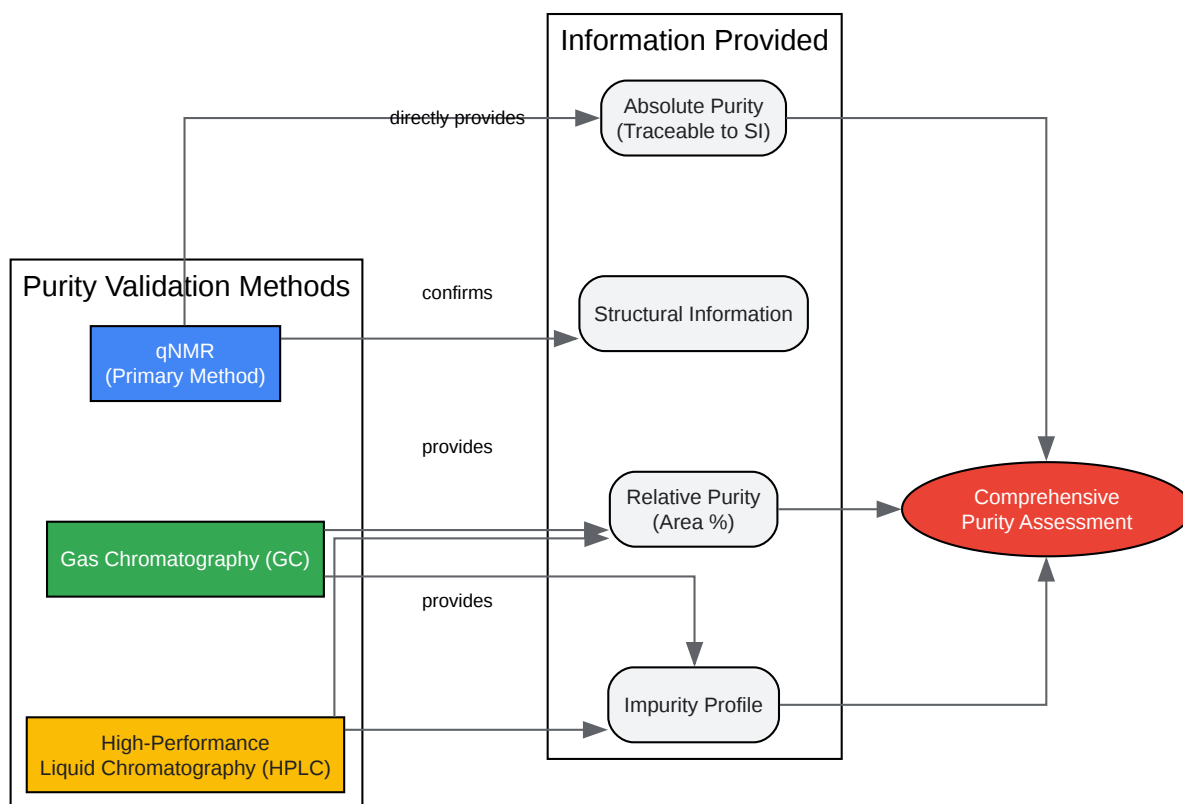 Information Provided
Absolute Purity
(Traceable to SI)
directly provides
Purity Validation Methods
confirms
Structural Information
qNMR
(Primary Method)
provides
Relative Purity
(Area %)
Comprehensive
Purity Assessment
Gas Chromatography (GC)
provides
Impurity Profile
High-Performance
Liquid Chromatography (HPLC)